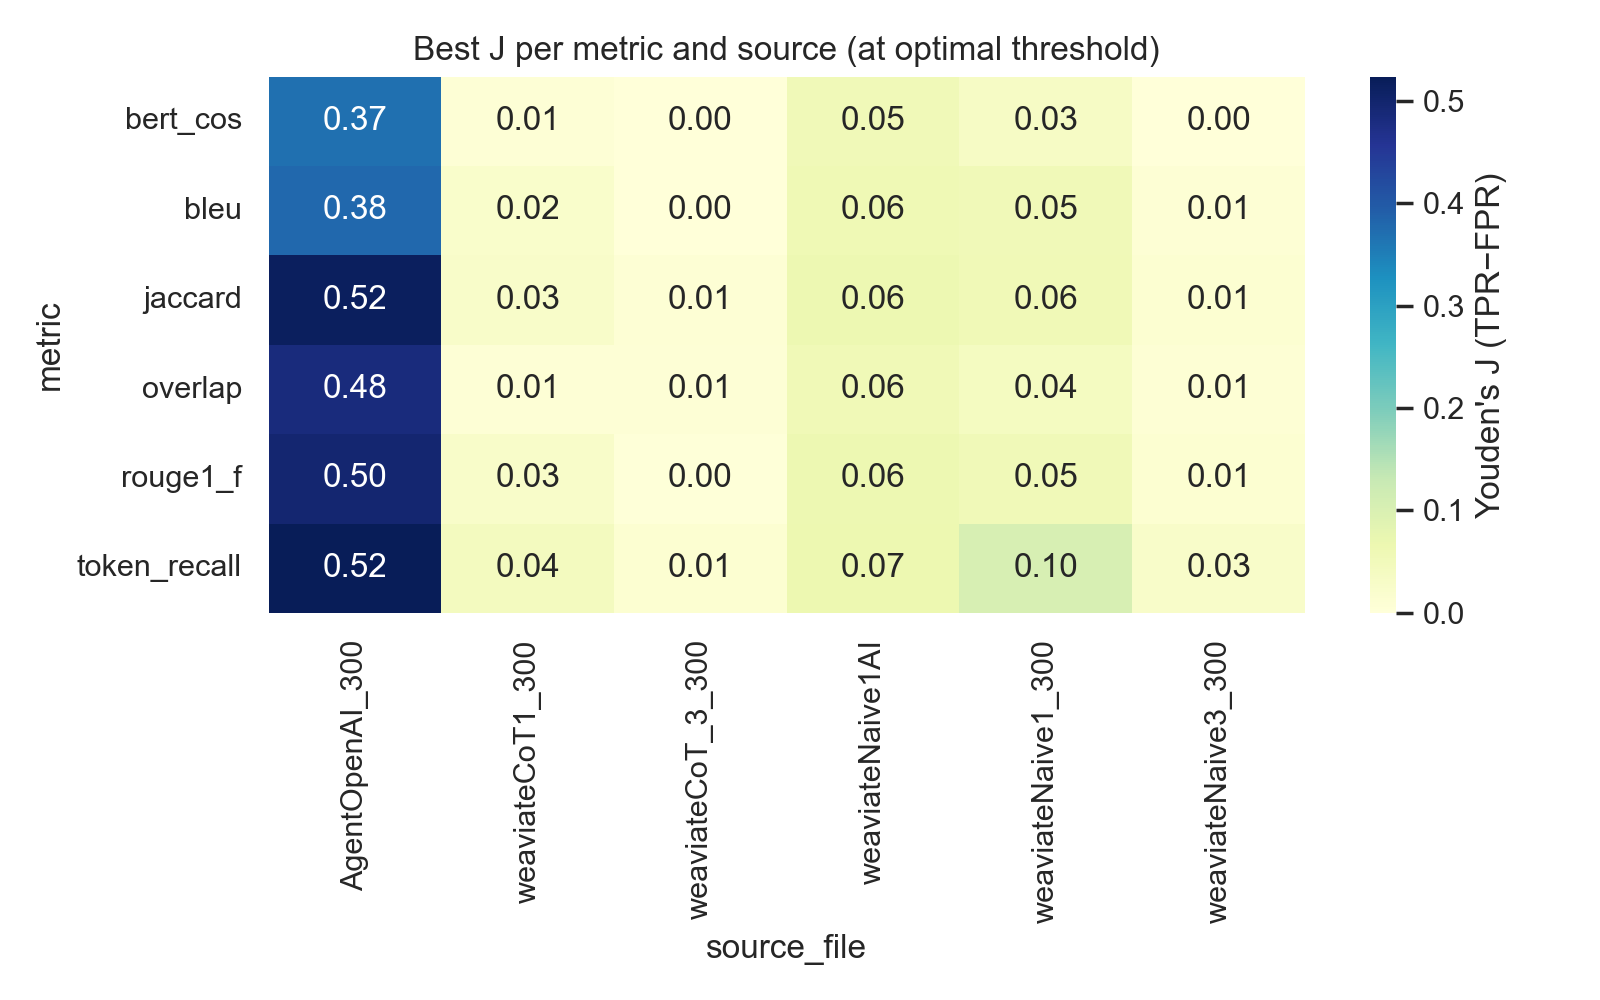 Best J per metric and source (at optimal threshold)
metric
bert_cos 0.37 0.01 0.00 0.05 0.03 0.00
bleu 0.38 0.02 0.00 0.06 0.05 0.01
jaccard 0.52 0.03 0.01 0.06 0.06 0.01
overlap 0.48 0.01 0.01 0.06 0.04 0.01
rouge1_f 0.50 0.03 0.00 0.06 0.05 0.01
token_recall 0.52 0.04 0.01 0.07 0.10 0.03
AgentOpenAI_300
weaviateCoT1_300
weaviateCoT_3_300
weaviateNaive1AI
weaviateNaive1_300
weaviateNaive3_300
source_file
0.5
0.4
0.3
0.2
0.1
0.0
Youden's J (TPR−FPR)